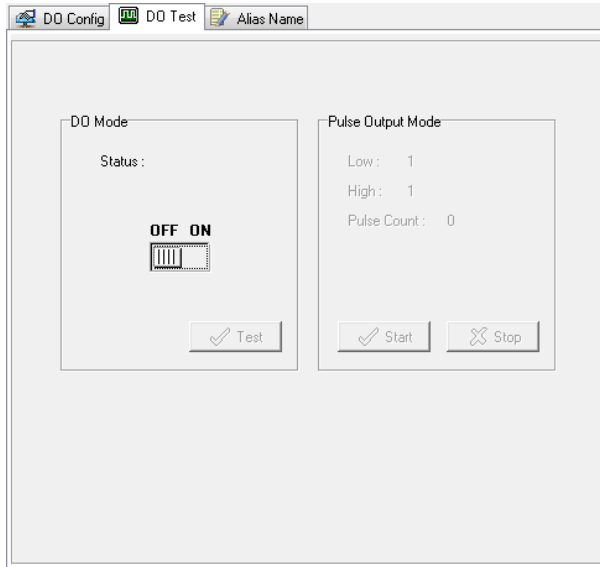 DO Config DO Test Alias Name
DO Mode
Status :
OFF ON
Test
Pulse Output Mode
Low : 1
High : 1
Pulse Count : 0
Start Stop